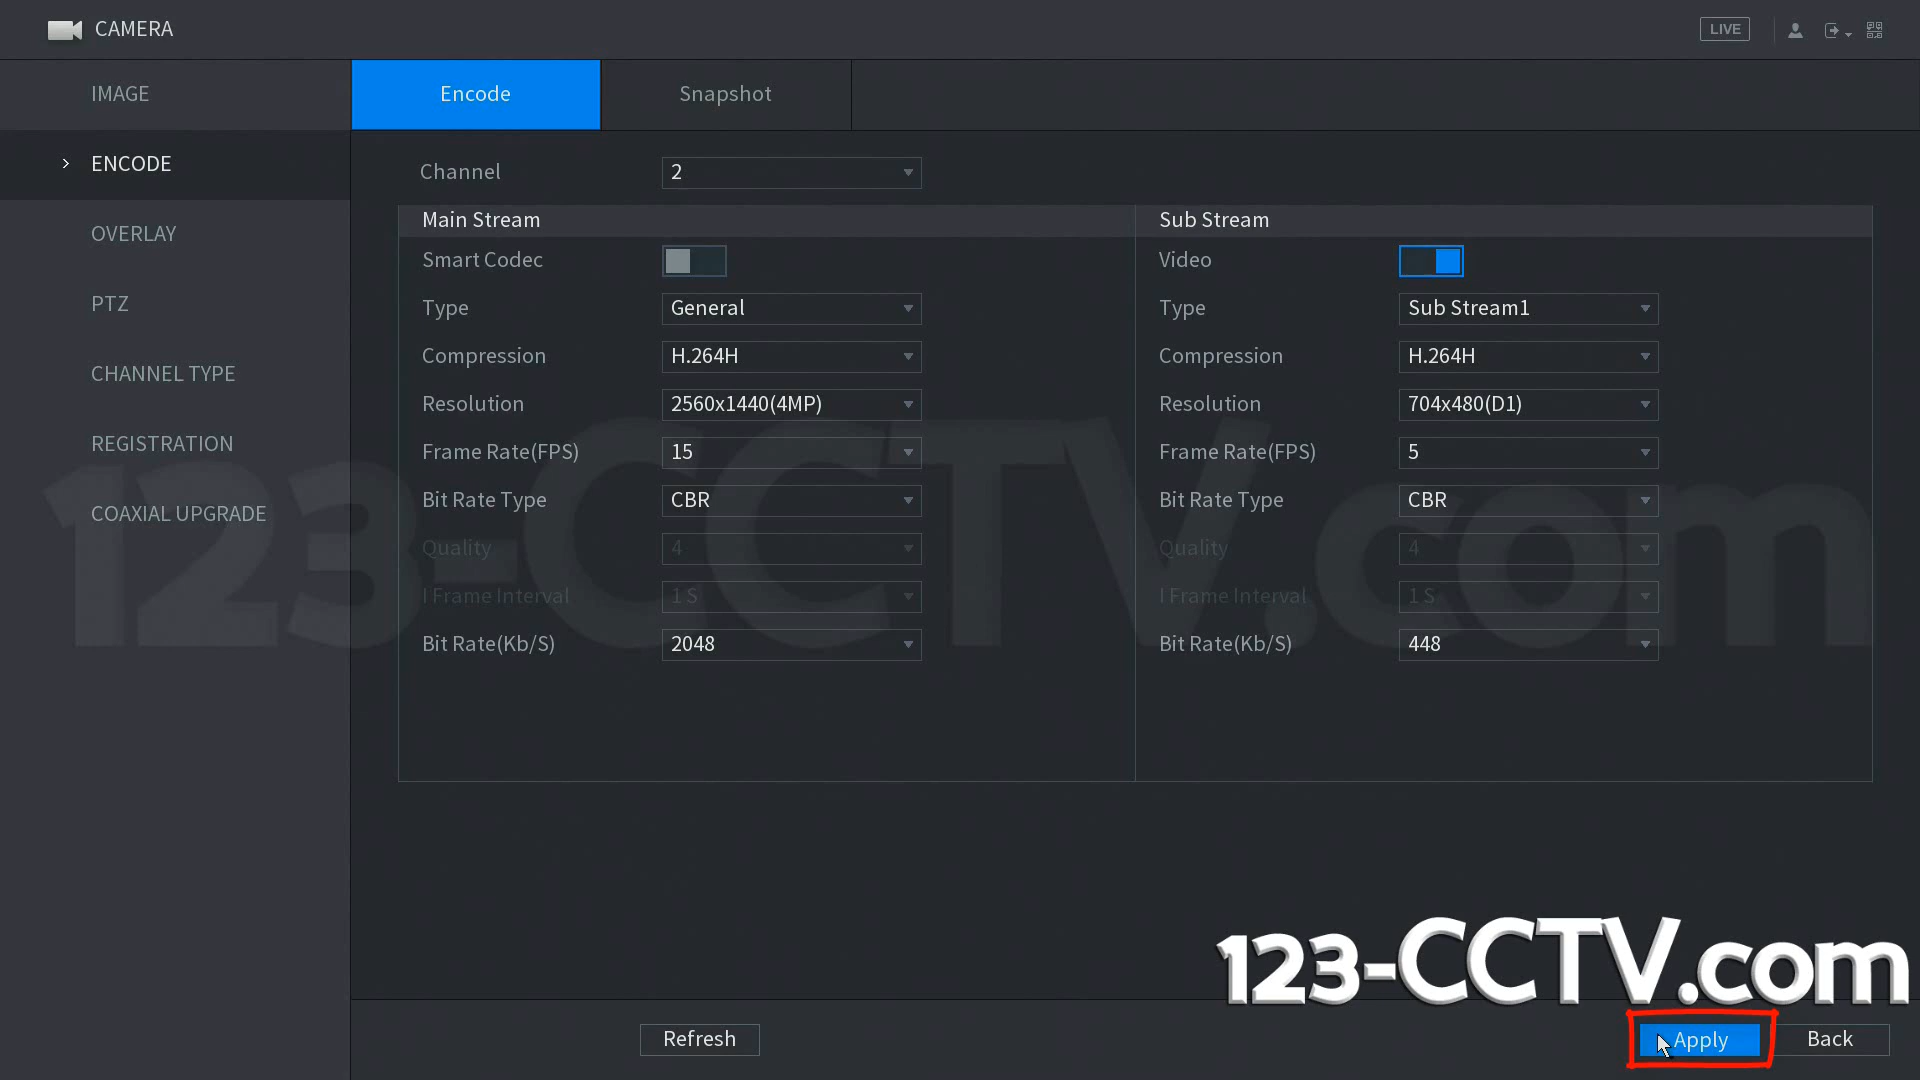 CAMERA
LIVE
IMAGE
ENCODE
OVERLAY
PTZ
CHANNEL TYPE
REGISTRATION
COAXIAL UPGRADE
Encode
Snapshot
Channel 2
Main Stream
Smart Codec
Type General
Compression H.264H
Resolution 2560x1440(4MP)
Frame Rate(FPS) 15
Bit Rate Type CBR
Quality 4
I Frame Interval 1 S
Bit Rate(Kb/S) 2048
Sub Stream
Video
Type Sub Stream1
Compression H.264H
Resolution 704x480(D1)
Frame Rate(FPS) 5
Bit Rate Type CBR
Quality 4
I Frame Interval 1 S
Bit Rate(Kb/S) 448
123-CCTV.com
123-CCTV.com
Refresh
Apply
Back